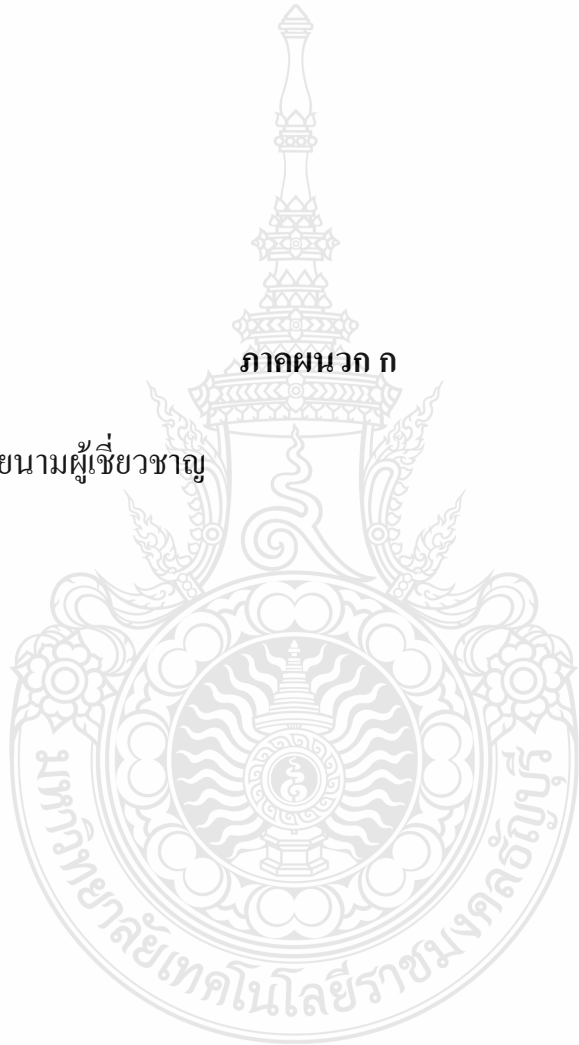 ภาคผนวก ก
ยนามผู้เชี่ยวชาญ
มหาวิทยาลัยเทคโนโลยีราชมงคลธัญบุรี